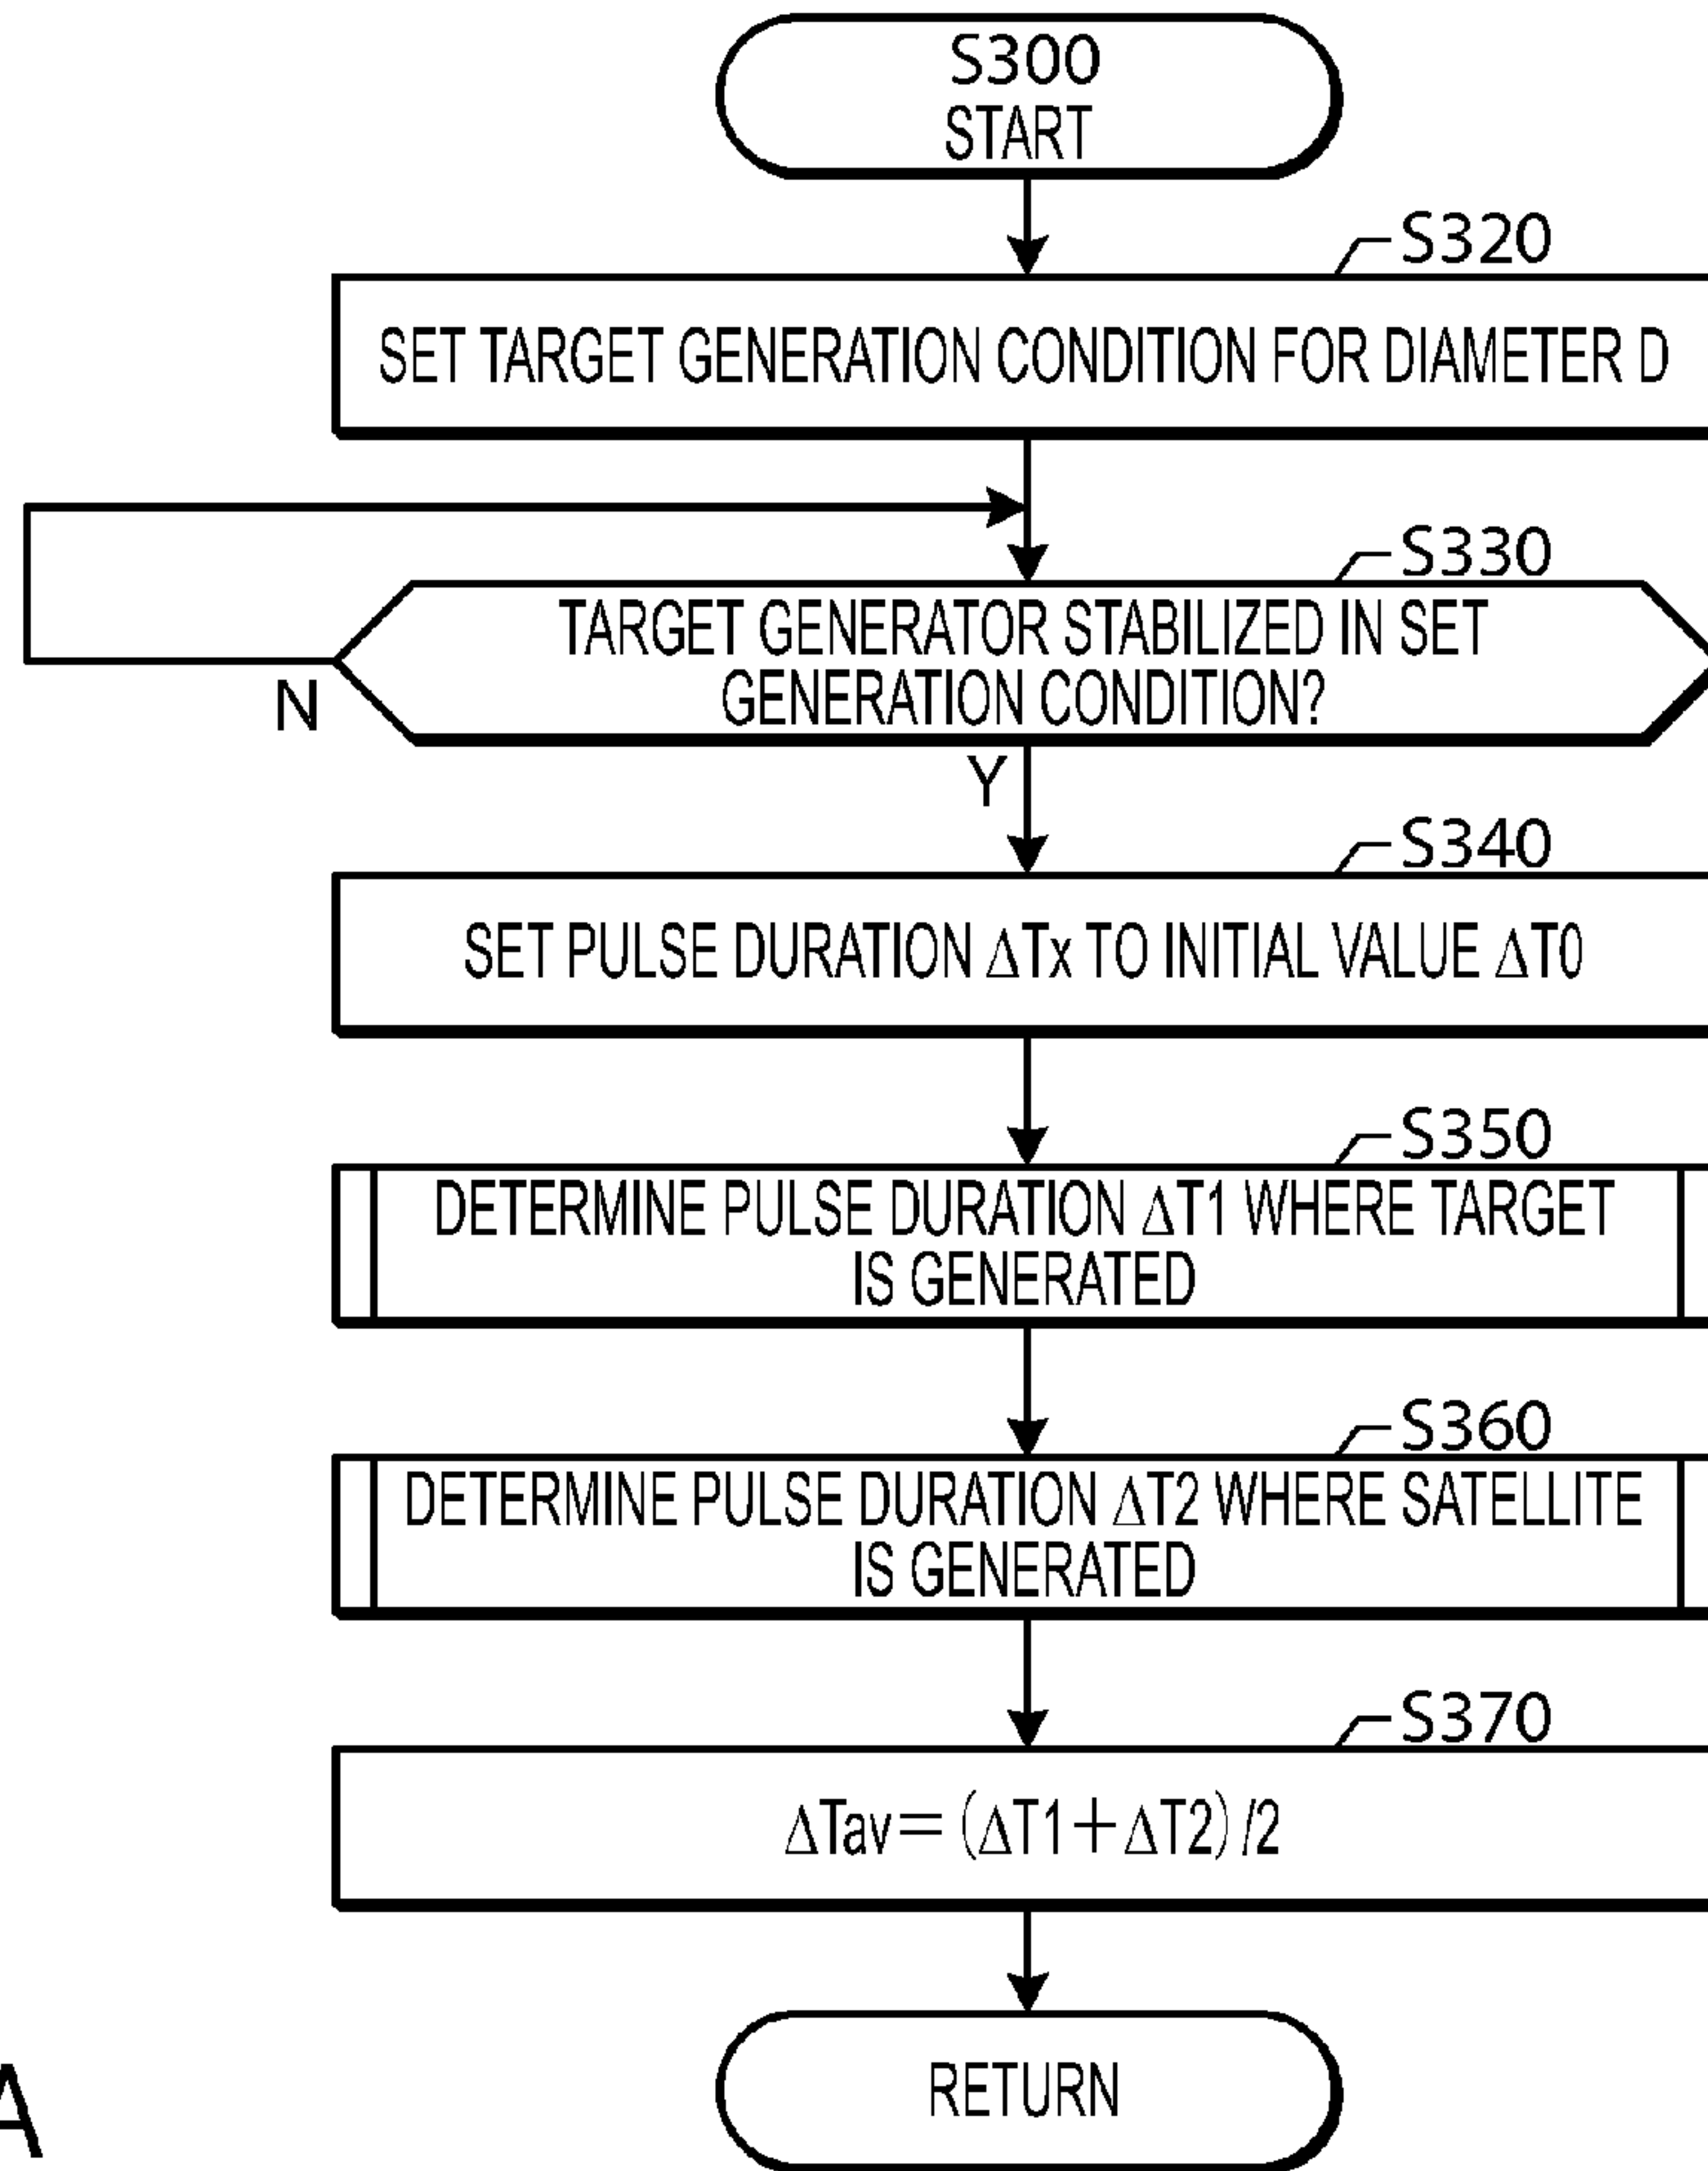 S300
START
S320
SET TARGET GENERATION CONDITION FOR DIAMETER D
S330
TARGET GENERATOR STABILIZED IN SET
GENERATION CONDITION?
N
Y
S340
SET PULSE DURATION ΔTx TO INITIAL VALUE ΔT0
S350
DETERMINE PULSE DURATION ΔT1 WHERE TARGET
IS GENERATED
S360
DETERMINE PULSE DURATION ΔT2 WHERE SATELLITE
IS GENERATED
S370
ΔTav=(ΔT1+ΔT2)/2
RETURN
A